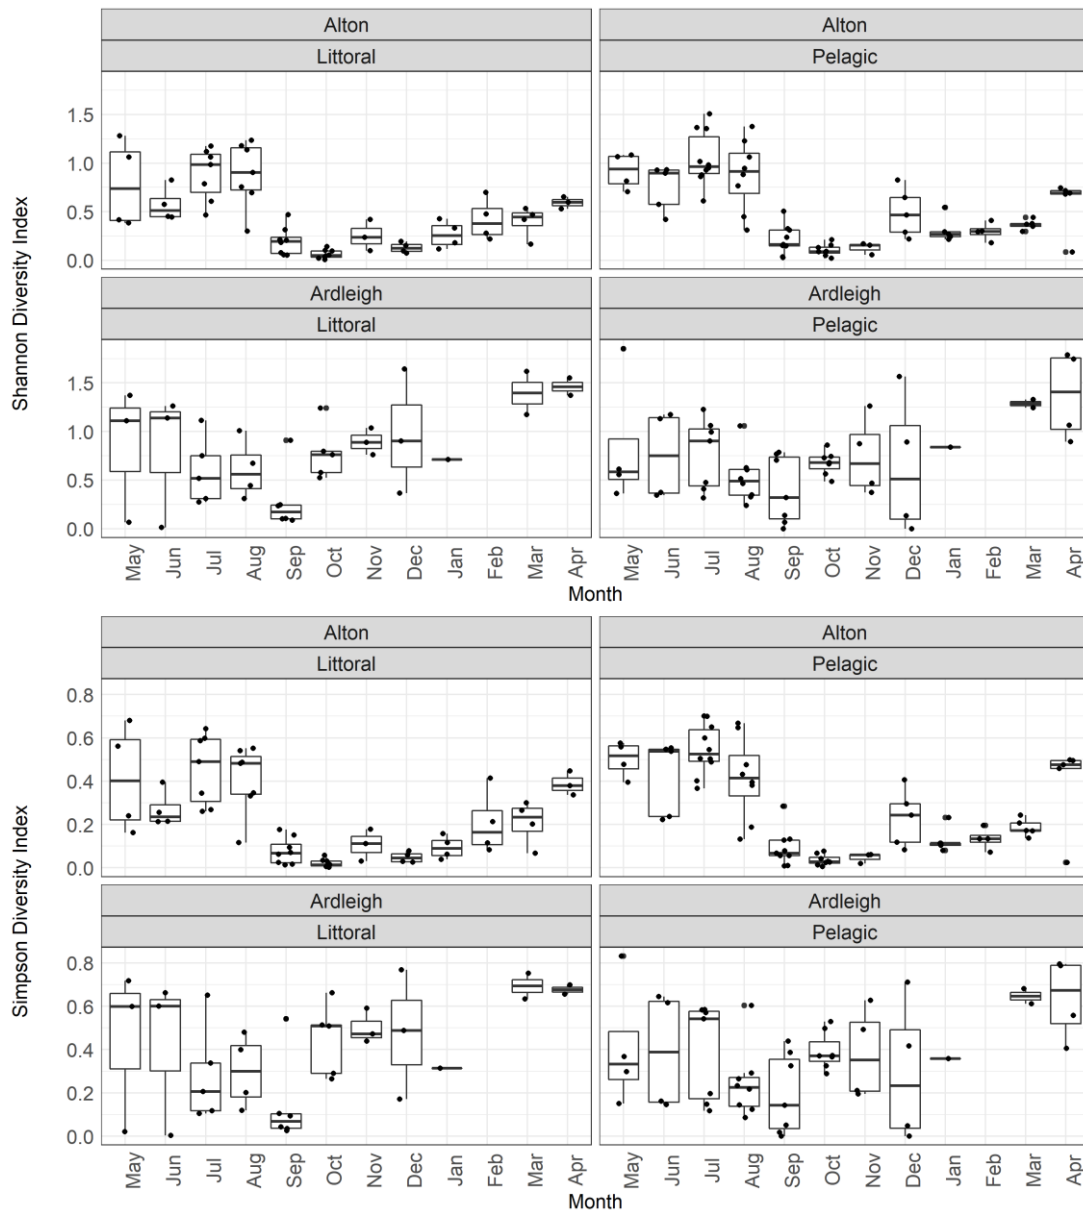 Alton Alton
Littoral Pelagic
1.5
1.0
0.5
0.0
Ardleigh Ardleigh
Littoral Pelagic
1.5
1.0
0.5
0.0
Shannon Diversity Index
May Jun Jul Aug Sep Oct Nov Dec Jan Feb Mar Apr May Jun Jul Aug Sep Oct Nov Dec Jan Feb Mar Apr
Month
Alton Alton
Littoral Pelagic
0.8
0.6
0.4
0.2
0.0
Ardleigh Ardleigh
Littoral Pelagic
0.8
0.6
0.4
0.2
0.0
Simpson Diversity Index
May Jun Jul Aug Sep Oct Nov Dec Jan Feb Mar Apr May Jun Jul Aug Sep Oct Nov Dec Jan Feb Mar Apr
Month